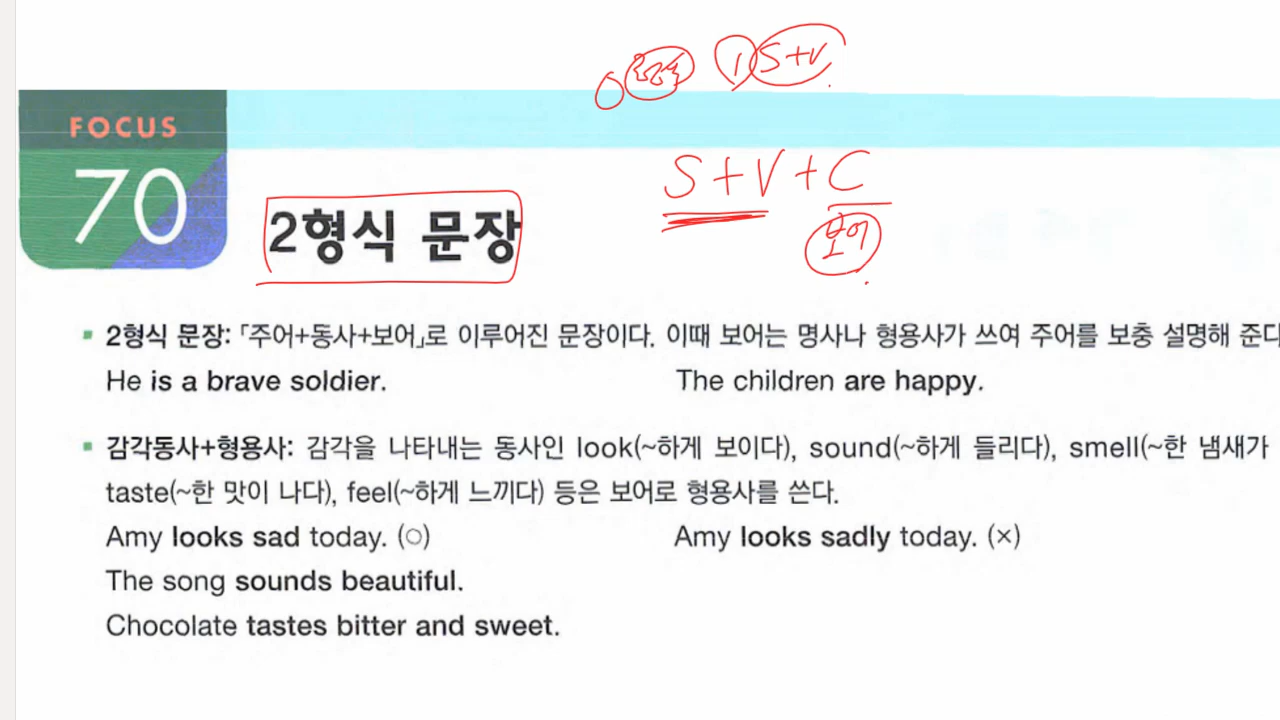 ① S+V
FOCUS
70
S+V+C
2형식 문장
보어
2형식 문장: 「주어+동사+보어」로 이루어진 문장이다. 이때 보어는 명사나 형용사가 쓰여 주어를 보충 설명해 준다
He is a brave soldier. The children are happy.
감각동사+형용사: 감각을 나타내는 동사인 look(~하게 보이다), sound(~하게 들리다), smell(~한 냄새가
taste(~한 맛이 나다), feel(~하게 느끼다) 등은 보어로 형용사를 쓴다.
Amy looks sad today. (○) Amy looks sadly today. (×)
The song sounds beautiful.
Chocolate tastes bitter and sweet.